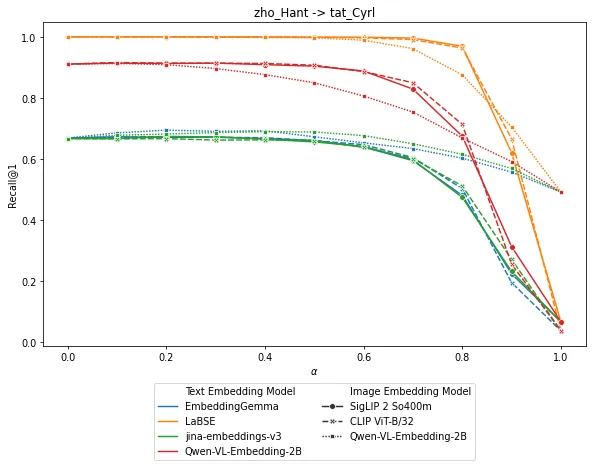 zho_Hant -> tat_Cyrl
1.0
0.8
0.6
0.4
0.2
0.0
Recall@1
0.0 0.2 0.4 0.6 0.8 1.0
α
Text Embedding Model Image Embedding Model
EmbeddingGemma SigLIP 2 So400m
LaBSE CLIP ViT-B/32
jina-embeddings-v3 Qwen-VL-Embedding-2B
Qwen-VL-Embedding-2B